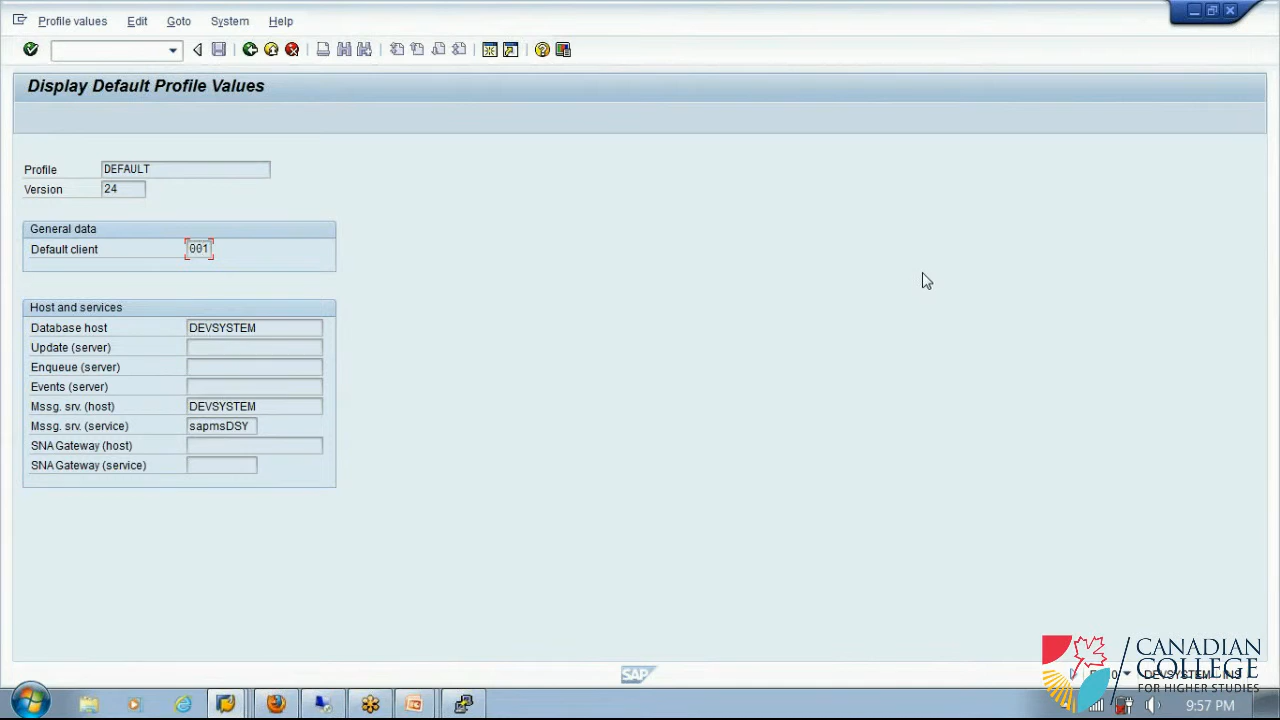 Profile values Edit Goto System Help
Display Default Profile Values
Profile DEFAULT
Version 24
General data
Default client 001
Host and services
Database host DEVSYSTEM
Update (server)
Enqueue (server)
Events (server)
Mssg. srv. (host) DEVSYSTEM
Mssg. srv. (service) sapmsDSY
SNA Gateway (host)
SNA Gateway (service)
SAP
CANADIAN
COLLEGE
FOR HIGHER STUDIES
DEVSYSTEM INS
9:57 PM